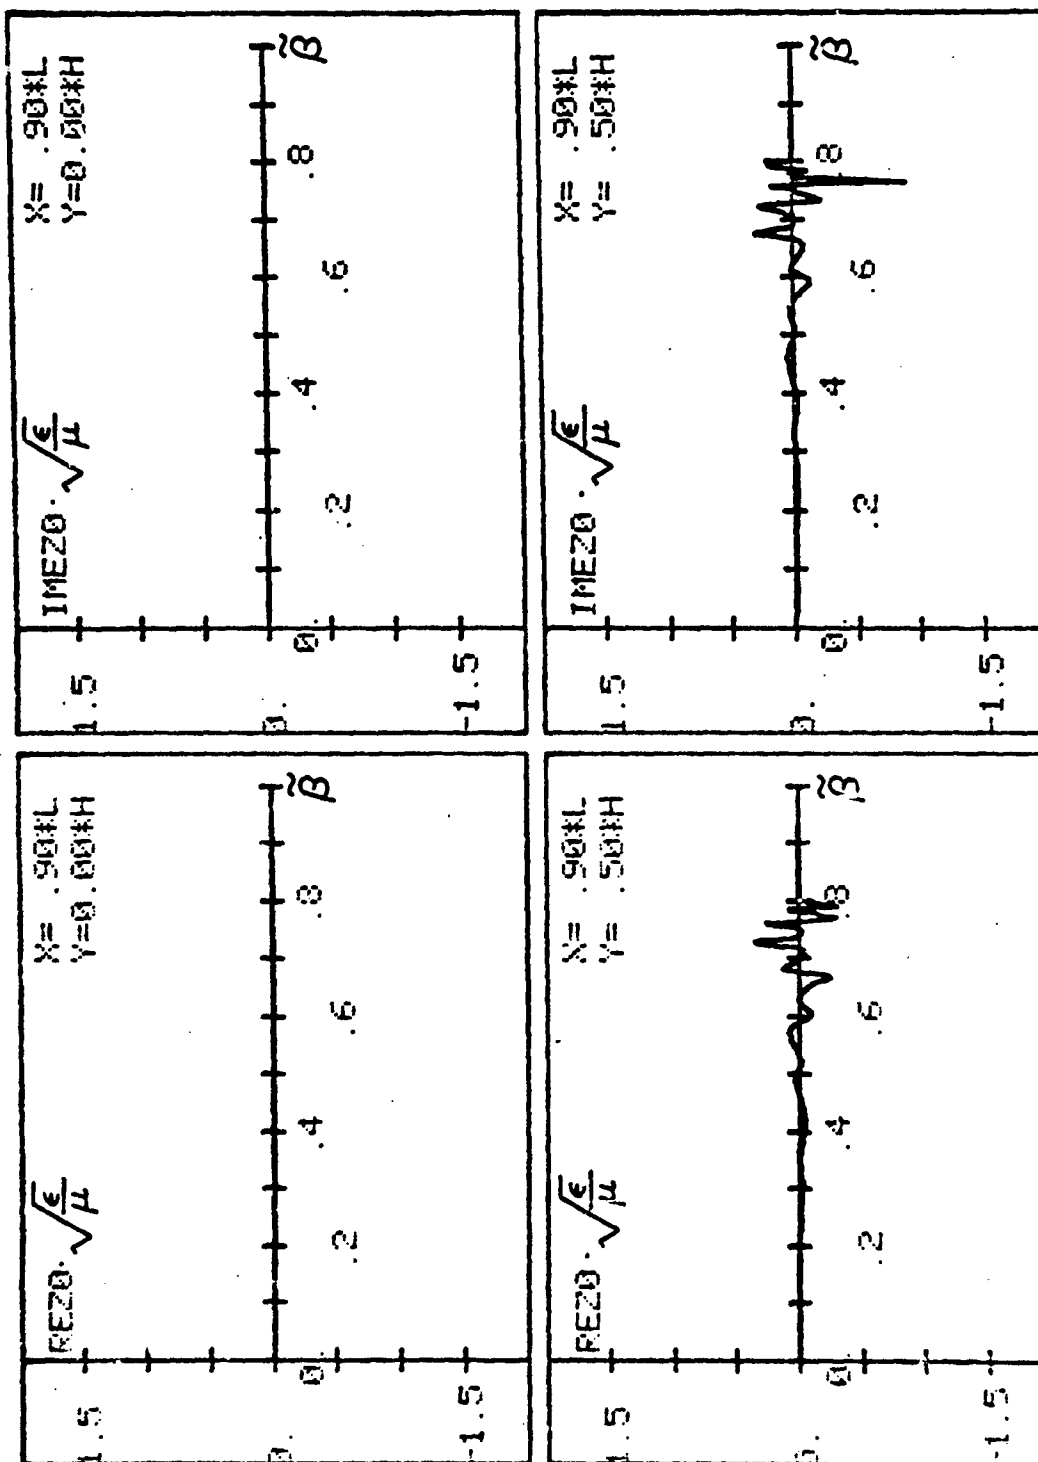 IMEZ0·√ε/μ
X= .90*L
Y=0.00*H
1.5
0.
-1.5
0.
.2
.4
.6
.8
β̃
IMEZ0·√ε/μ
X= .90*L
Y= .50*H
1.5
0.
-1.5
0.
.2
.4
.6
.8
β̃
REZ0·√ε/μ
X= .90*L
Y=0.00*H
1.5
0.
-1.5
0.
.2
.4
.6
.8
β̃
REZ0·√ε/μ
X= .90*L
Y= .50*H
1.5
0.
-1.5
0.
.2
.4
.6
.8
β̃